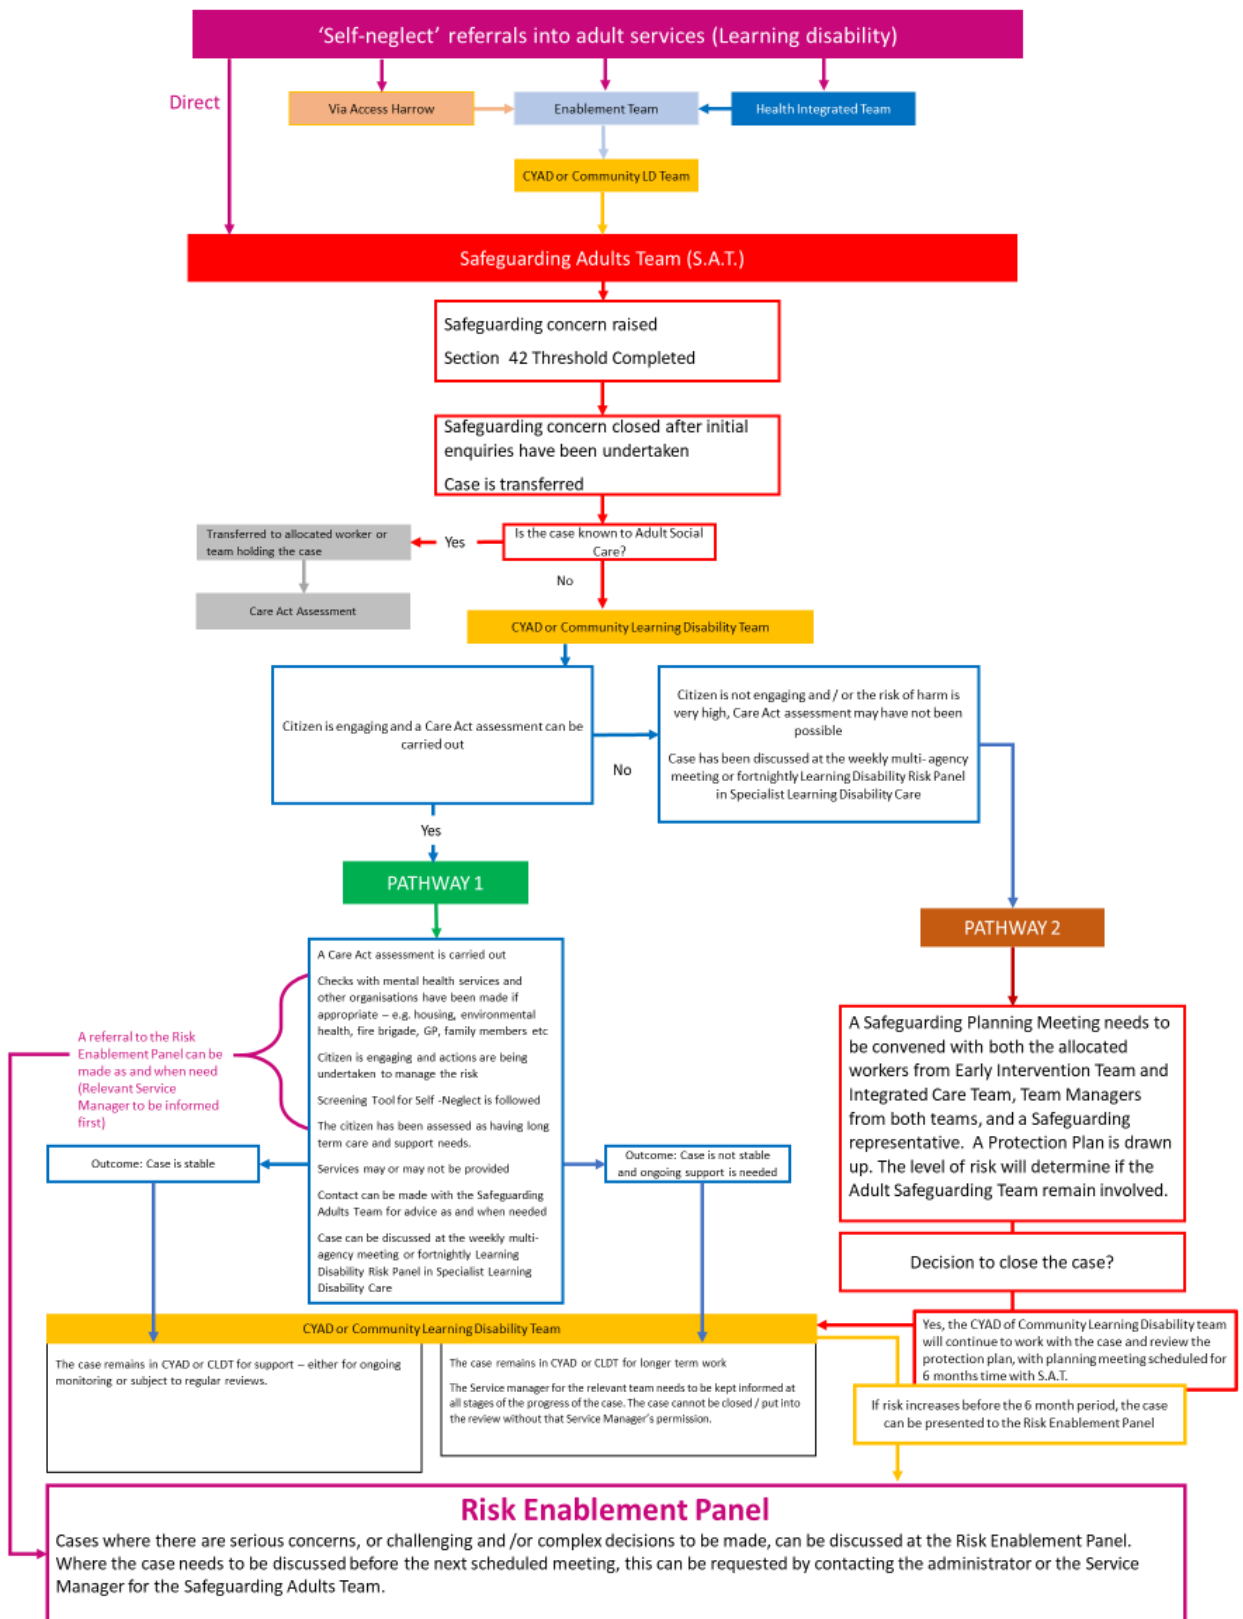 ‘Self-neglect’ referrals into adult services (Learning disability)
Direct
Via Access Harrow
Enablement Team
Health Integrated Team
CYAD or Community LD Team
Safeguarding Adults Team (S.A.T.)
Safeguarding concern raised
Section 42 Threshold Completed
Safeguarding concern closed after initial
enquiries have been undertaken
Case is transferred
Is the case known to Adult Social
Care?
Yes
Transferred to allocated worker or
team holding the case
Care Act Assessment
No
CYAD or Community Learning Disability Team
Citizen is engaging and a Care Act assessment can be
carried out
No
Citizen is not engaging and / or the risk of harm is
very high, Care Act assessment may have not been
possible
Case has been discussed at the weekly multi- agency
meeting or fortnightly Learning Disability Risk Panel
in Specialist Learning Disability Care
Yes
PATHWAY 1
A Care Act assessment is carried out
Checks with mental health services and
other organisations have been made if
appropriate – e.g. housing, environmental
health, fire brigade, GP, family members etc
Citizen is engaging and actions are being
undertaken to manage the risk
Screening Tool for Self -Neglect is followed
The citizen has been assessed as having long
term care and support needs.
Services may or may not be provided
Contact can be made with the Safeguarding
Adults Team for advice as and when needed
Case can be discussed at the weekly multi-
agency meeting or fortnightly Learning
Disability Risk Panel in Specialist Learning
Disability Care
A referral to the Risk
Enablement Panel can be
made as and when need
(Relevant Service
Manager to be informed
first)
Outcome: Case is stable
Outcome: Case is not stable
and ongoing support is needed
PATHWAY 2
A Safeguarding Planning Meeting needs to
be convened with both the allocated
workers from Early Intervention Team and
Integrated Care Team, Team Managers
from both teams, and a Safeguarding
representative. A Protection Plan is drawn
up. The level of risk will determine if the
Adult Safeguarding Team remain involved.
Decision to close the case?
Yes, the CYAD of Community Learning Disability team
will continue to work with the case and review the
protection plan, with planning meeting scheduled for
6 months time with S.A.T.
If risk increases before the 6 month period, the case
can be presented to the Risk Enablement Panel
CYAD or Community Learning Disability Team
The case remains in CYAD or CLDT for support – either for ongoing
monitoring or subject to regular reviews.
The case remains in CYAD or CLDT for longer term work
The Service manager for the relevant team needs to be kept informed at
all stages of the progress of the case. The case cannot be closed / put into
the review without that Service Manager’s permission.
Risk Enablement Panel
Cases where there are serious concerns, or challenging and /or complex decisions to be made, can be discussed at the Risk Enablement Panel.
Where the case needs to be discussed before the next scheduled meeting, this can be requested by contacting the administrator or the Service
Manager for the Safeguarding Adults Team.